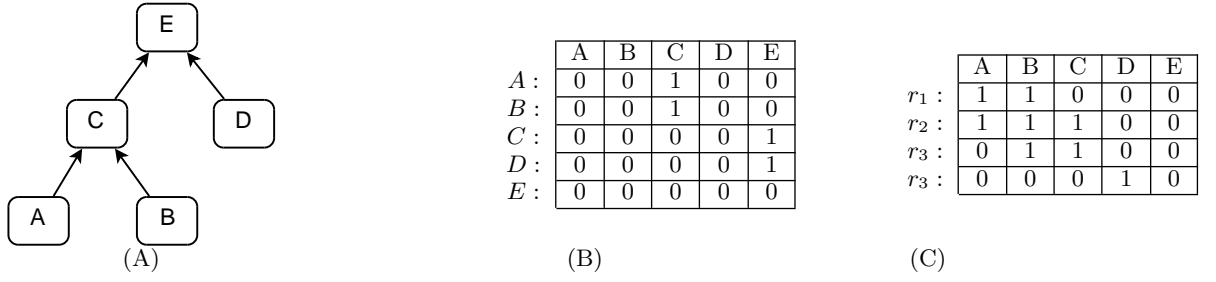 E
C
D
A
B
(A)
A B C D E
A : 0 0 1 0 0
B : 0 0 1 0 0
C : 0 0 0 0 1
D : 0 0 0 0 1
E : 0 0 0 0 0
(B)
A B C D E
r1 : 1 1 0 0 0
r2 : 1 1 1 0 0
r3 : 0 1 1 0 0
r3 : 0 0 0 1 0
(C)